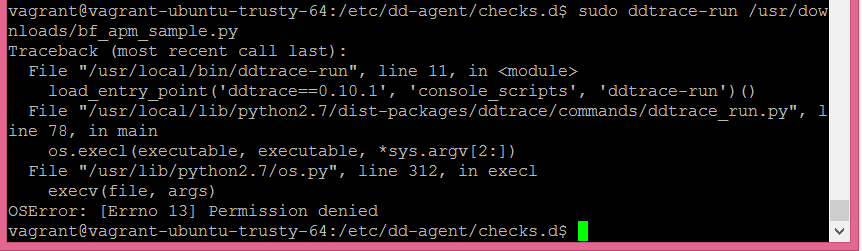 vagrant@vagrant-ubuntu-trusty-64:/etc/dd-agent/checks.d$ sudo ddtrace-run /usr/dow
nloads/bf_apm_sample.py
Traceback (most recent call last):
  File "/usr/local/bin/ddtrace-run", line 11, in <module>
    load_entry_point('ddtrace==0.10.1', 'console_scripts', 'ddtrace-run')()
  File "/usr/local/lib/python2.7/dist-packages/ddtrace/commands/ddtrace_run.py", l
ine 78, in main
    os.execl(executable, executable, *sys.argv[2:])
  File "/usr/lib/python2.7/os.py", line 312, in execl
    execv(file, args)
OSError: [Errno 13] Permission denied
vagrant@vagrant-ubuntu-trusty-64:/etc/dd-agent/checks.d$